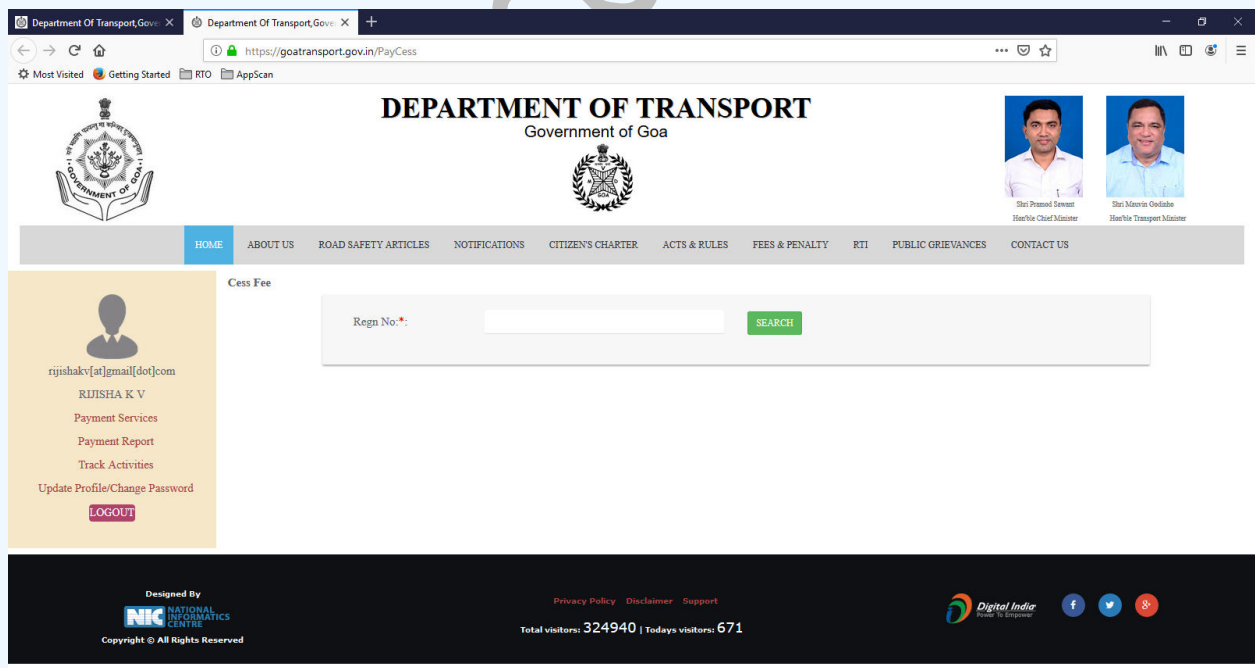 Department Of Transport,Gove
Department Of Transport,Gove
https://goatransport.gov.in/PayCess
Most Visited
Getting Started
RTO
AppScan
DEPARTMENT OF TRANSPORT
Government of Goa
GOVERNMENT OF GOA
Shri Pramod Sawant
Hon'ble Chief Minister
Shri Mauvin Godinho
Hon'ble Transport Minister
HOME ABOUT US ROAD SAFETY ARTICLES NOTIFICATIONS CITIZEN'S CHARTER ACTS & RULES FEES & PENALTY RTI PUBLIC GRIEVANCES CONTACT US
Cess Fee
Regn No:*:
SEARCH
rijishakv[at]gmail[dot]com
RIJISHA K V
Payment Services
Payment Report
Track Activities
Update Profile/Change Password
LOGOUT
Designed By
NIC NATIONAL
INFORMATICS
CENTRE
Copyright © All Rights Reserved
Privacy Policy Disclaimer Support
Total visitors: 324940 | Todays visitors: 671
Digital India
Power To Empower